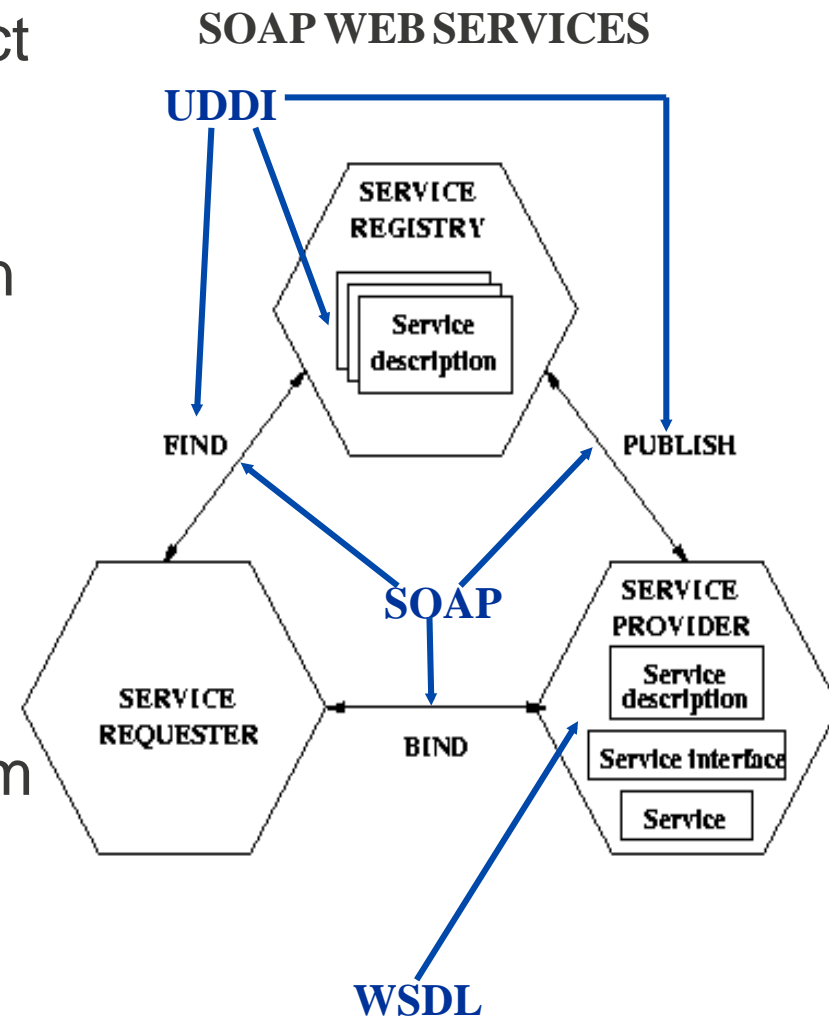 ct
SOAP WEB SERVICES
UDDI
SERVICE
REGISTRY
n
Service
description
FIND
PUBLISH
SOAP
SERVICE
PROVIDER
Service
description
SERVICE
REQUESTER
BIND
Service interface
m
Service
WSDL